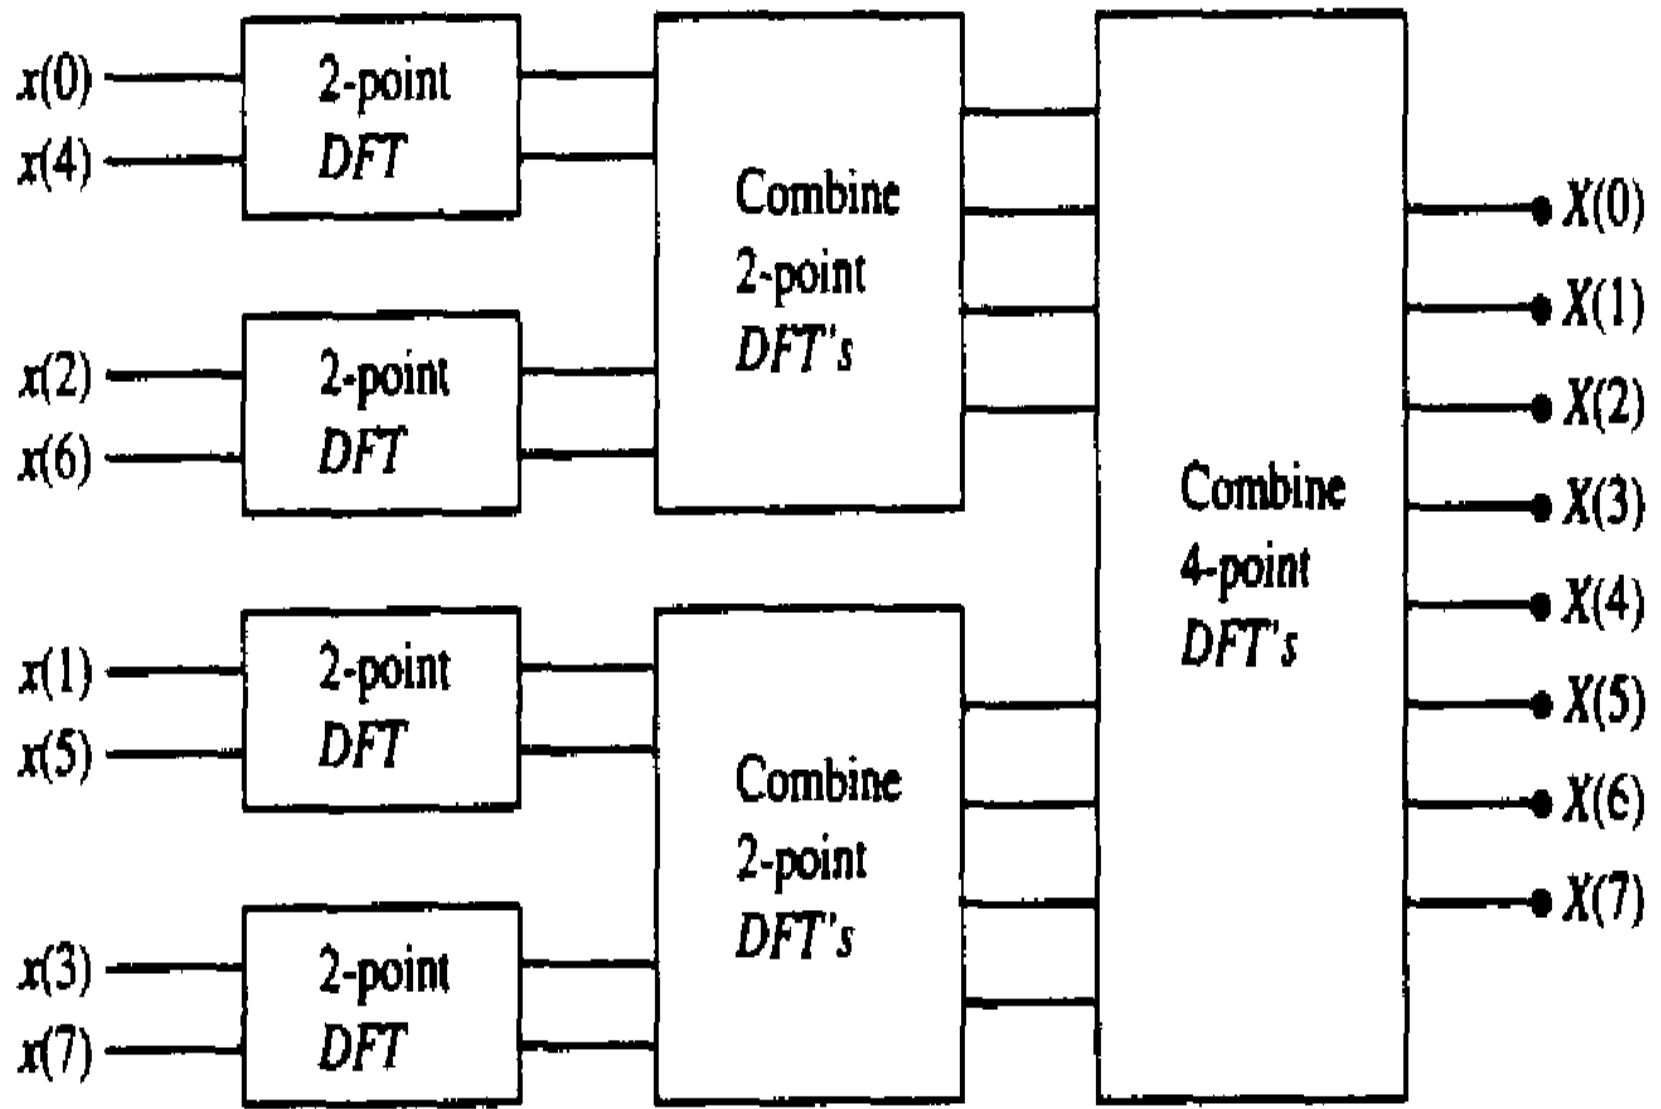 x(0)
x(4)
2-point
DFT
x(2)
x(6)
2-point
DFT
x(1)
x(5)
2-point
DFT
x(3)
x(7)
2-point
DFT
Combine
2-point
DFT's
Combine
2-point
DFT's
Combine
4-point
DFT's
X(0)
X(1)
X(2)
X(3)
X(4)
X(5)
X(6)
X(7)